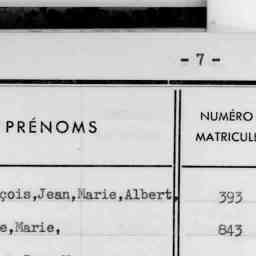 - 7 -
PRÉNOMS
NUMÉRO
MATRICUL
çois,Jean,Marie,Albert, 393
e,Marie, 843